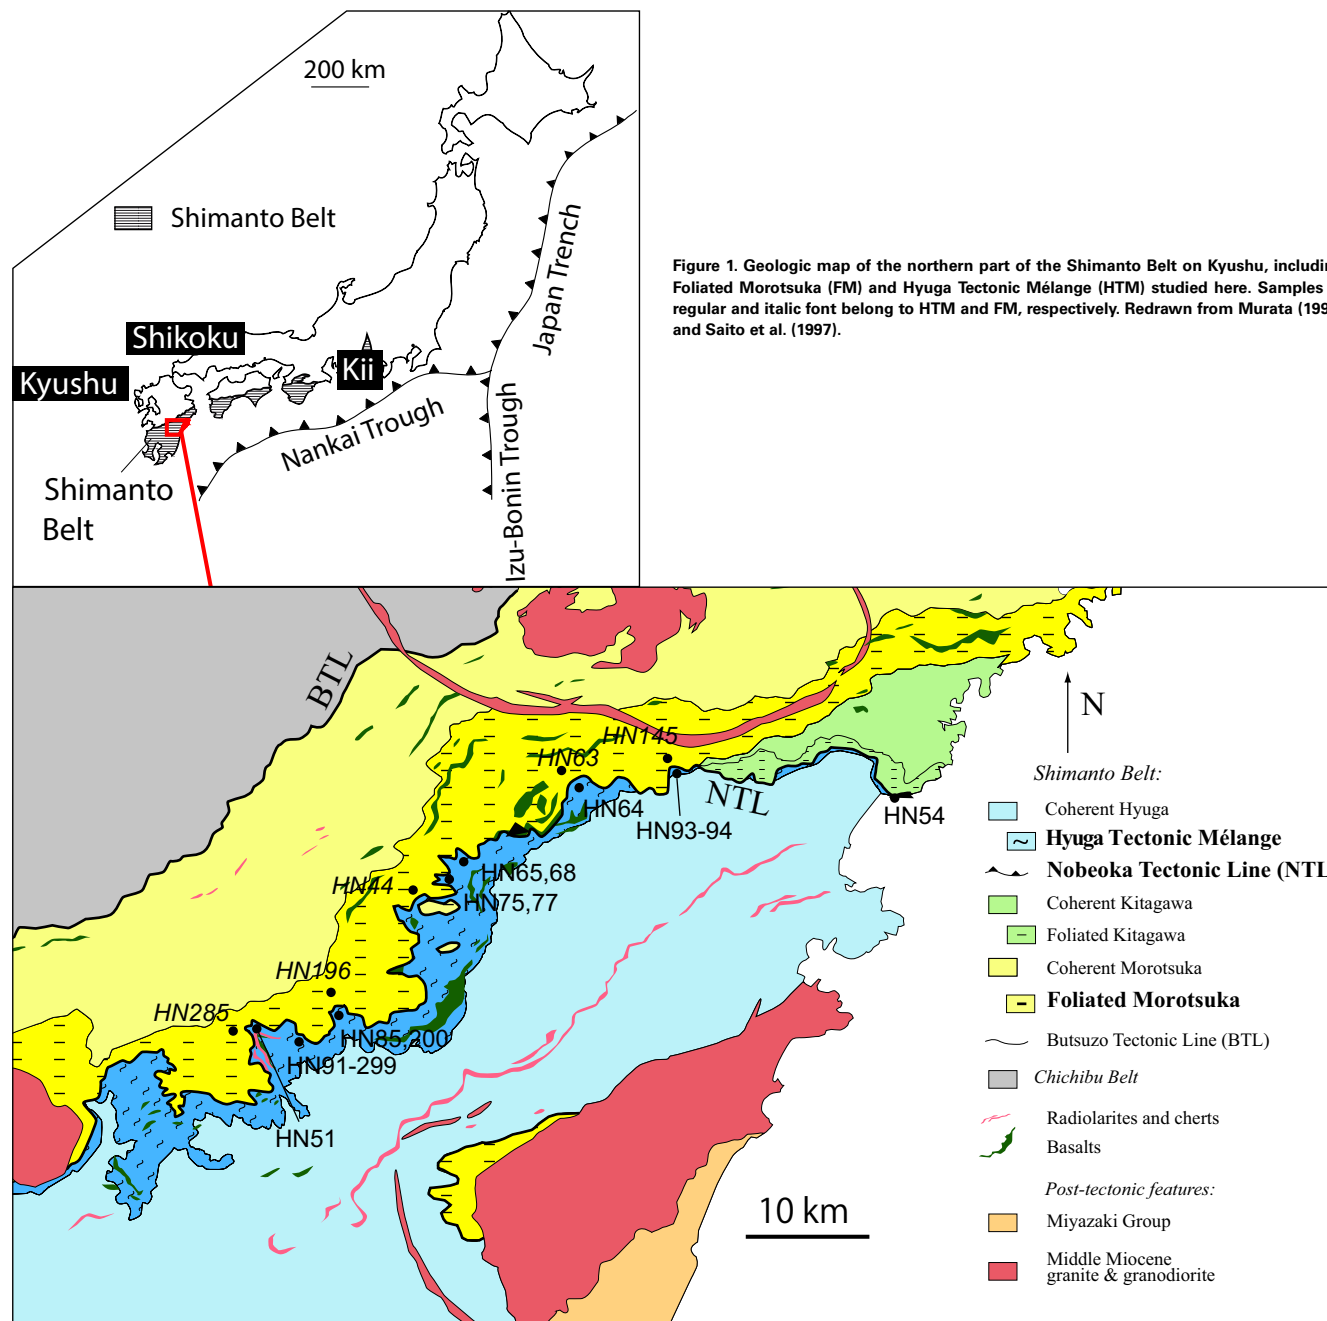 200 km
Shimanto Belt
Japan Trench
Shikoku
Kii
Kyushu
Nankai Trough
Izu-Bonin Trough
Shimanto
Belt
Figure 1. Geologic map of the northern part of the Shimanto Belt on Kyushu, includin
Foliated Morotsuka (FM) and Hyuga Tectonic Mélange (HTM) studied here. Samples
regular and italic font belong to HTM and FM, respectively. Redrawn from Murata (199
and Saito et al. (1997).
BTL
N
HN145
HN63
HN64
NTL
HN93-94
HN54
HN65,68
HN44
HN75,77
HN196
HN285
HN85,200
HN91-299
HN51
10 km
Shimanto Belt:
Coherent Hyuga
Hyuga Tectonic Mélange
Nobeoka Tectonic Line (NTL
Coherent Kitagawa
Foliated Kitagawa
Coherent Morotsuka
Foliated Morotsuka
Butsuzo Tectonic Line (BTL)
Chichibu Belt
Radiolarites and cherts
Basalts
Post-tectonic features:
Miyazaki Group
Middle Miocene
granite & granodiorite